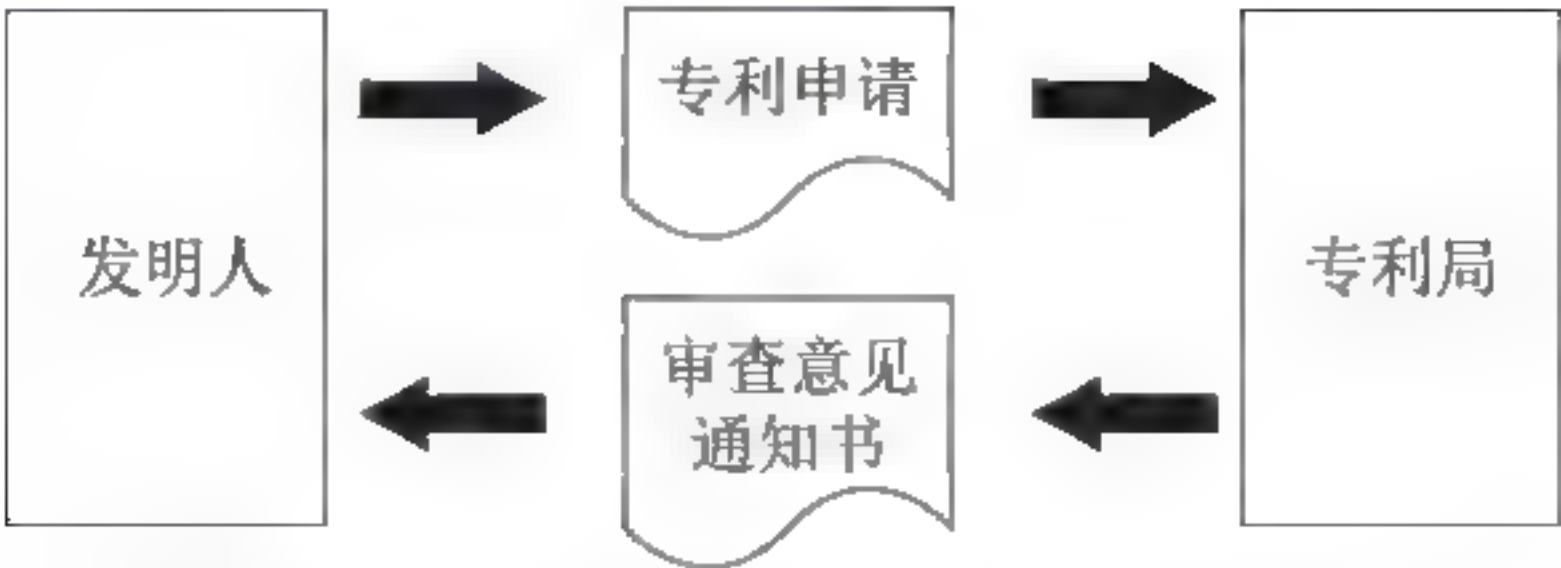 发明人
专利申请
审查意见
通知书
专利局